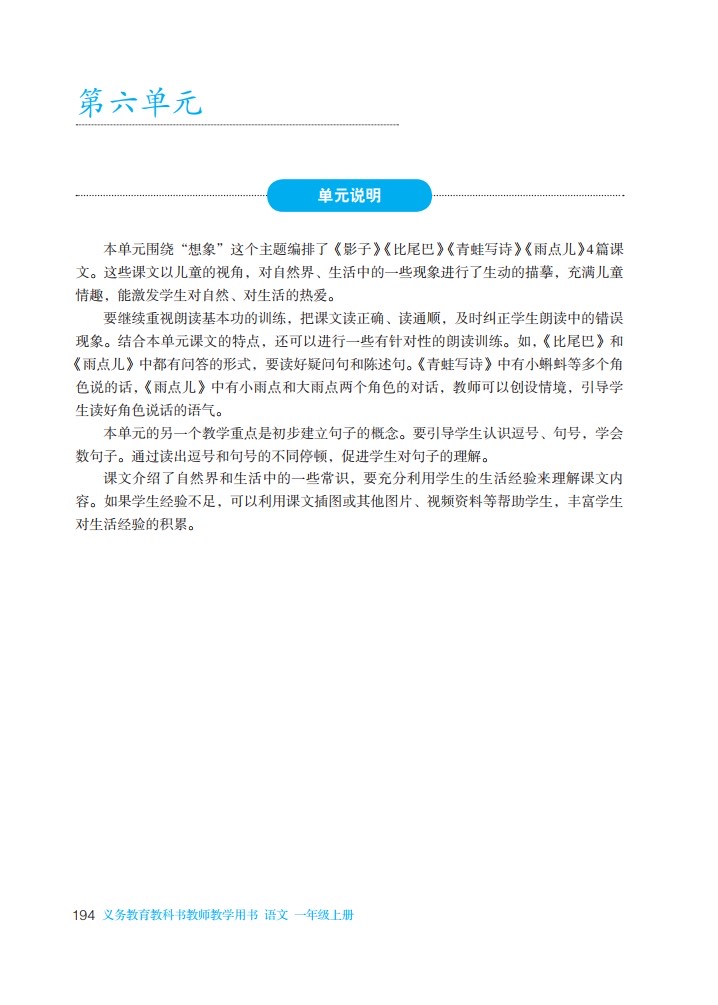 第六单元
单元说明
本单元围绕“想象”这个主题编排了《影子》《比尾巴》《青蛙写诗》《雨点儿》4篇课
文。这些课文以儿童的视角，对自然界、生活中的一些现象进行了生动的描摹，充满儿童
情趣，能激发学生对自然、对生活的热爱。
要继续重视朗读基本功的训练，把课文读正确、读通顺，及时纠正学生朗读中的错误
现象。结合本单元课文的特点，还可以进行一些有针对性的朗读训练。如，《比尾巴》和
《雨点儿》中都有问答的形式，要读好疑问句和陈述句。《青蛙写诗》中有小蝌蚪等多个角
色说的话，《雨点儿》中有小雨点和大雨点两个角色的对话，教师可以创设情境，引导学
生读好角色说话的语气。
本单元的另一个教学重点是初步建立句子的概念。要引导学生认识逗号、句号，学会
数句子。通过读出逗号和句号的不同停顿，促进学生对句子的理解。
课文介绍了自然界和生活中的一些常识，要充分利用学生的生活经验来理解课文内
容。如果学生经验不足，可以利用课文插图或其他图片、视频资料等帮助学生，丰富学生
对生活经验的积累。
194 义务教育教科书教师教学用书 语文 一年级上册